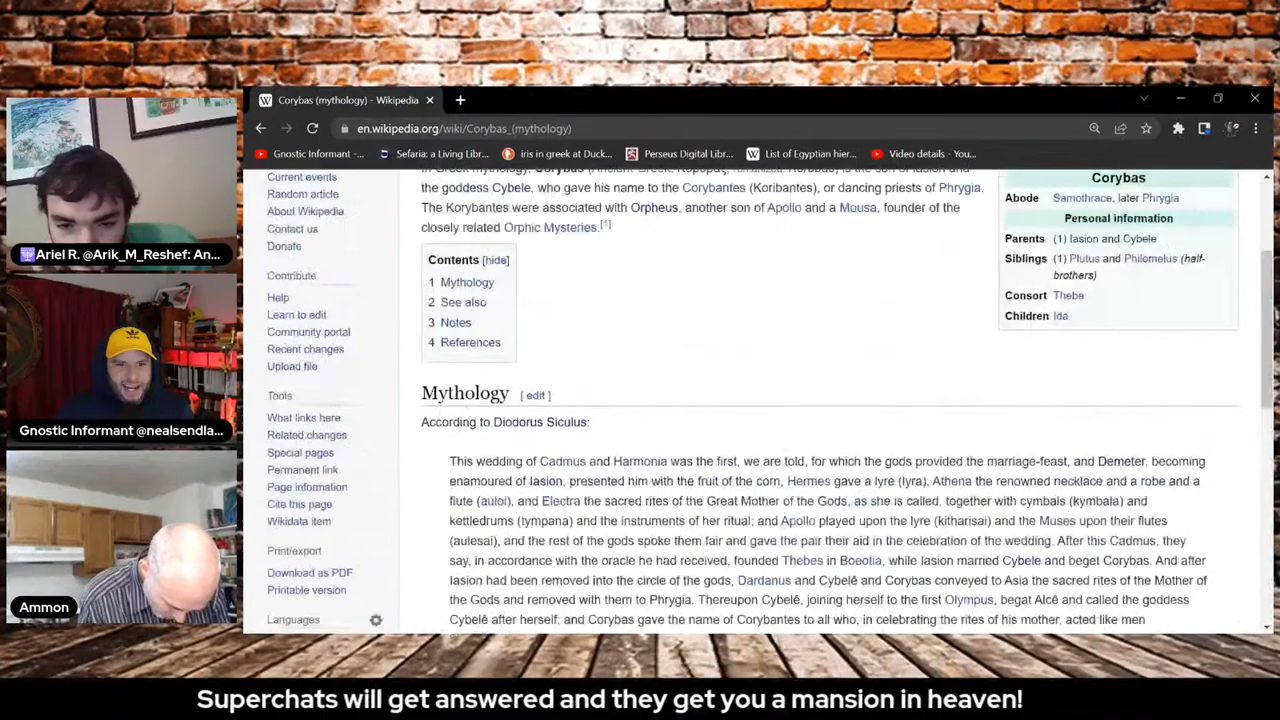 Corybas (mythology) - Wikipedia
en.wikipedia.org/wiki/Corybas_(mythology)
Gnostic Informant -...
Sefaria: a Living Libr...
iris in greek at Duck...
Perseus Digital Libr...
List of Egyptian hier...
Video details - You...
Current events
Random article
About Wikipedia
Contact us
Donate
Contribute
Help
Learn to edit
Community portal
Recent changes
Upload file
Tools
What links here
Related changes
Special pages
Permanent link
Page information
Cite this page
Wikidata item
Print/export
Download as PDF
Printable version
Languages
the goddess Cybele, who gave his name to the Corybantes (Koribantes), or dancing priests of Phrygia.
The Korybantes were associated with Orpheus, another son of Apollo and a Mousa, founder of the
closely related Orphic Mysteries.[1]
Contents [hide]
1 Mythology
2 See also
3 Notes
4 References
Corybas
Abode Samothrace, later Phrygia
Personal information
Parents (1) Iasion and Cybele
Siblings (1) Plutus and Philomelus (half-
brothers)
Consort Thebe
Children Ida
Mythology [ edit ]
According to Diodorus Siculus:
This wedding of Cadmus and Harmonia was the first, we are told, for which the gods provided the marriage-feast, and Demeter, becoming
enamoured of Iasion, presented him with the fruit of the corn, Hermes gave a lyre (lyra), Athena the renowned necklace and a robe and a
flute (auloi), and Electra the sacred rites of the Great Mother of the Gods, as she is called, together with cymbals (kymbala) and
kettledrums (tympana) and the instruments of her ritual; and Apollo played upon the lyre (kitharisai) and the Muses upon their flutes
(aulesai), and the rest of the gods spoke them fair and gave the pair their aid in the celebration of the wedding. After this Cadmus, they
say, in accordance with the oracle he had received, founded Thebes in Boeotia, while Iasion married Cybele and beget Corybas. And after
Iasion had been removed into the circle of the gods, Dardanus and Cybelê and Corybas conveyed to Asia the sacred rites of the Mother of
the Gods and removed with them to Phrygia. Thereupon Cybelê, joining herself to the first Olympus, begat Alcê and called the goddess
Cybelê after herself; and Corybas gave the name of Corybantes to all who, in celebrating the rites of his mother, acted like men
Ariel R. @Arik_M_Reshef: An...
Gnostic Informant @nealsendla...
Ammon
Superchats will get answered and they get you a mansion in heaven!